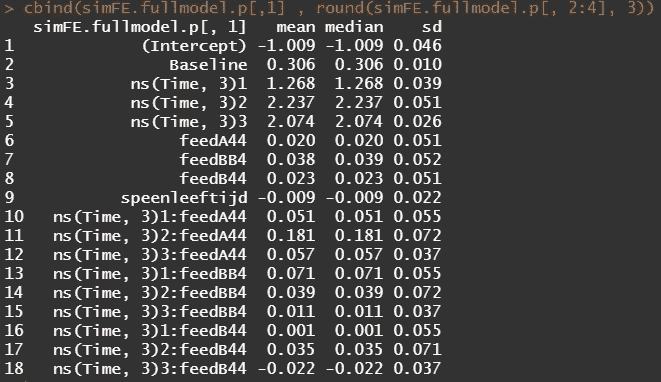 > cbind(simFE.fullmodel.p[,1] , round(simFE.fullmodel.p[, 2:4], 3))
simFE.fullmodel.p[, 1] mean median sd
1 (Intercept) -1.009 -1.009 0.046
2 Baseline 0.306 0.306 0.010
3 ns(Time, 3)1 1.268 1.268 0.039
4 ns(Time, 3)2 2.237 2.237 0.051
5 ns(Time, 3)3 2.074 2.074 0.026
6 feedA44 0.020 0.020 0.051
7 feedBB4 0.038 0.039 0.052
8 feedB44 0.023 0.023 0.051
9 speenleeftijd -0.009 -0.009 0.022
10 ns(Time, 3)1:feedA44 0.051 0.051 0.055
11 ns(Time, 3)2:feedA44 0.181 0.181 0.072
12 ns(Time, 3)3:feedA44 0.057 0.057 0.037
13 ns(Time, 3)1:feedBB4 0.071 0.071 0.055
14 ns(Time, 3)2:feedBB4 0.039 0.039 0.072
15 ns(Time, 3)3:feedBB4 0.011 0.011 0.037
16 ns(Time, 3)1:feedB44 0.001 0.001 0.055
17 ns(Time, 3)2:feedB44 0.035 0.035 0.071
18 ns(Time, 3)3:feedB44 -0.022 -0.022 0.037